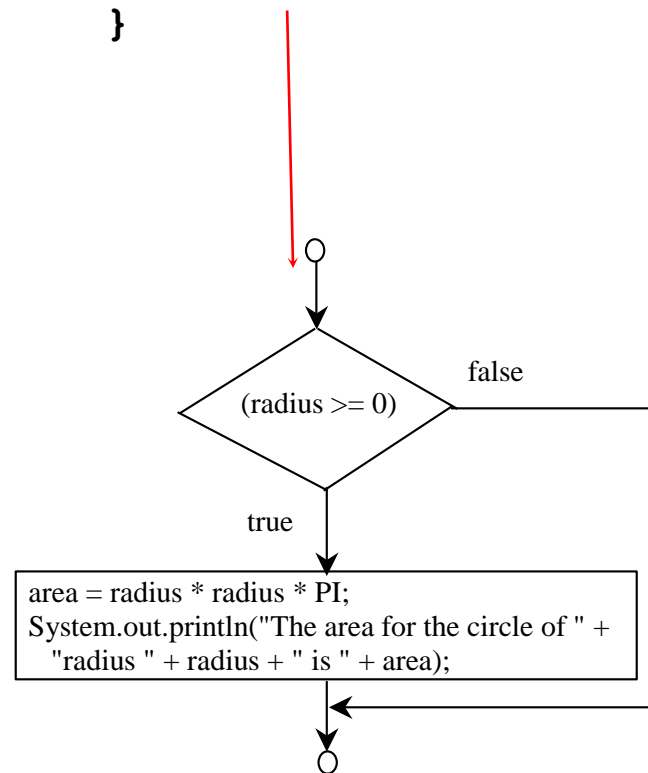 }
false
(radius >= 0)
true
area = radius * radius * PI;
System.out.println("The area for the circle of " +
"radius " + radius + " is " + area);